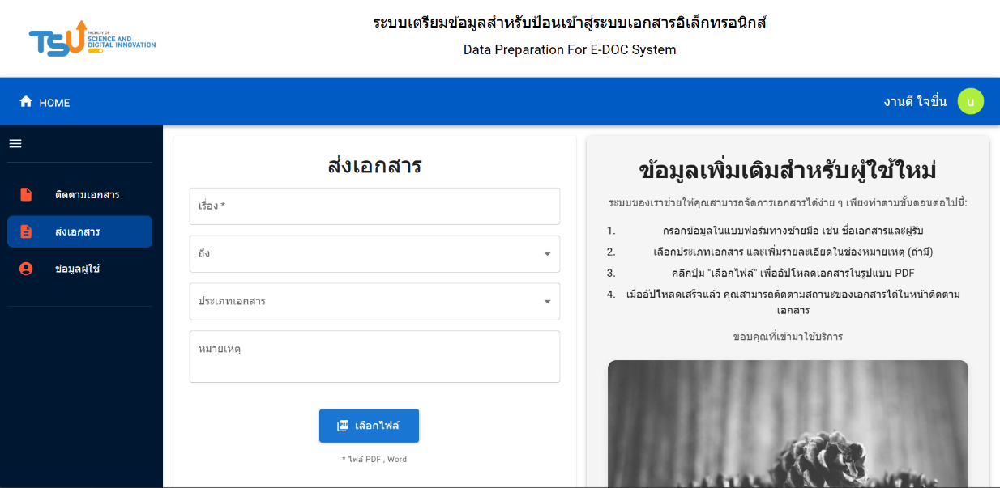 ระบบเตรียมข้อมูลสำหรับป้อนเข้าสู่ระบบเอกสารอิเล็กทรอนิกส์
TSU
FACULTY OF
SCIENCE AND
DIGITAL INNOVATION
Data Preparation For E-DOC System
HOME
งานดี ใจชื่น
u
ติดตามเอกสาร
ส่งเอกสาร
ข้อมูลผู้ใช้
ส่งเอกสาร
เรื่อง *
ถึง
ประเภทเอกสาร
หมายเหตุ
PDF
เลือกไฟล์
* ไฟล์ PDF , Word
ข้อมูลเพิ่มเติมสำหรับผู้ใช้ใหม่
ระบบของเราช่วยให้คุณสามารถจัดการเอกสารได้ง่าย ๆ เพียงทำตามขั้นตอนต่อไปนี้:
1. กรอกข้อมูลในแบบฟอร์มทางซ้ายมือ เช่น ชื่อเอกสารและผู้รับ
2. เลือกประเภทเอกสาร และเพิ่มรายละเอียดในช่องหมายเหตุ (ถ้ามี)
3. คลิกปุ่ม "เลือกไฟล์" เพื่ออัปโหลดเอกสารในรูปแบบ PDF
4. เมื่ออัปโหลดเสร็จแล้ว คุณสามารถติดตามสถานะของเอกสารได้ในหน้าติดตาม
เอกสาร
ขอบคุณที่เข้ามาใช้บริการ